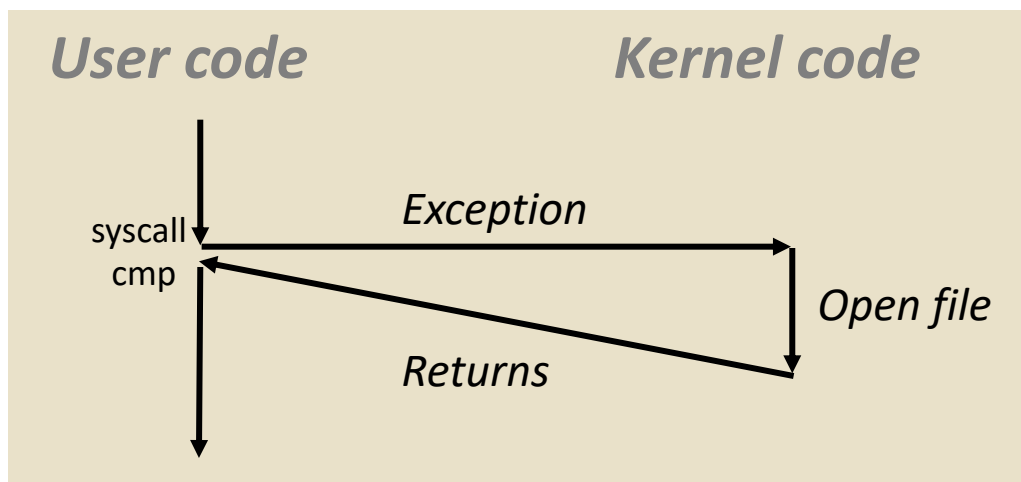 User code
Kernel code
Exception
syscall
cmp
Open file
Returns